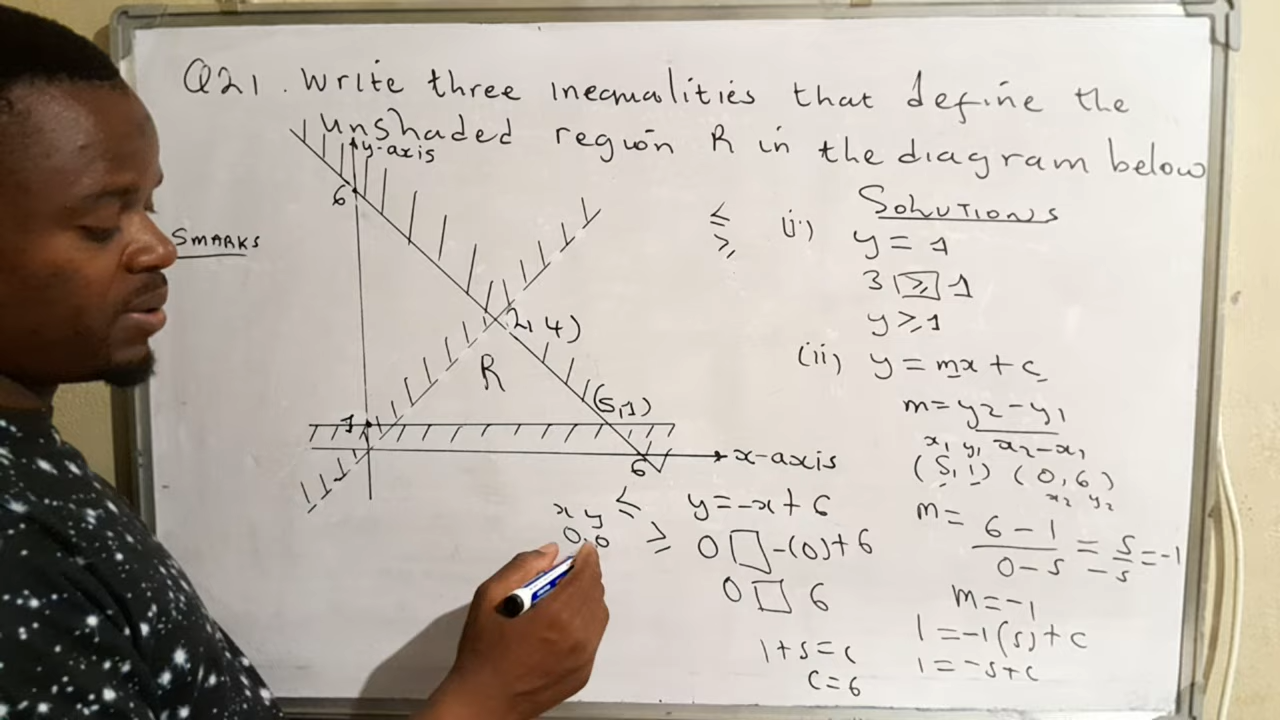 Q21. Write three inequalities that define the
unshaded region R in the diagram below
y-axis
6
5MARKS
2,4)
R
(5,1)
1
6
x-axis
≤
≥
Solutions
i)
y = 1
3 ≥ 1
y ≥ 1
(ii) y = mx + c
m = y2 - y1
x2 - x1
x1 y1
(5,1) (0,6)
x2 y2
m = 6 - 1 = 5 = -1
0 - 5 -5
m = -1
1 = -1(5) + c
1 = -5 + c
1 + 5 = c
c = 6
y = -x + 6
x y ≤
0,0 ≥ 0 □ -(0) + 6
0 □ 6